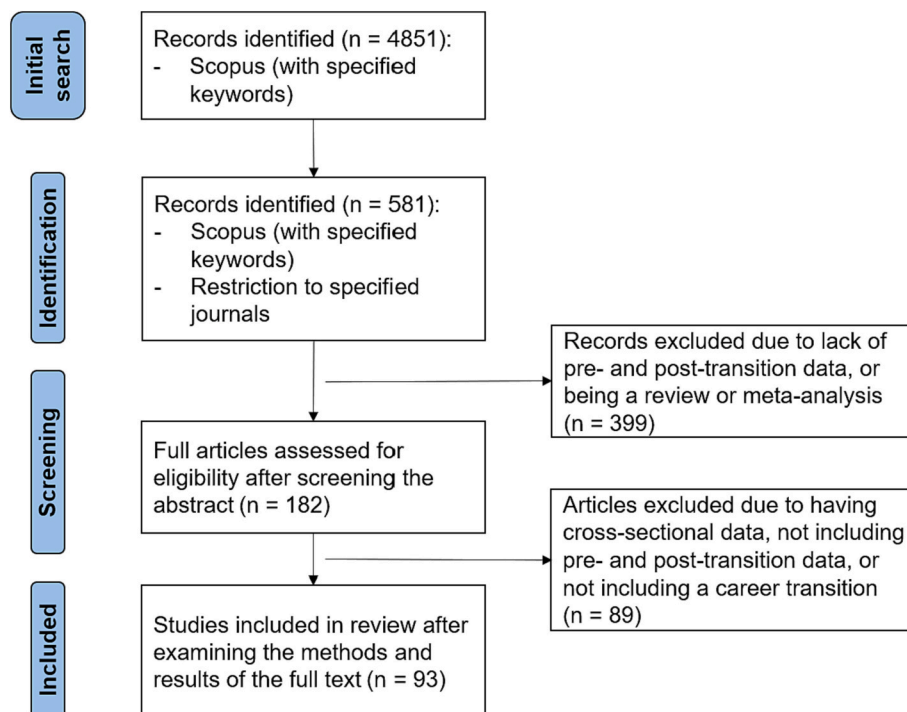 Initial
search
Records identified (n = 4851):
- Scopus (with specified
keywords)
Identification
Records identified (n = 581):
- Scopus (with specified
keywords)
- Restriction to specified
journals
Records excluded due to lack of
pre- and post-transition data, or
being a review or meta-analysis
(n = 399)
Screening
Full articles assessed for
eligibility after screening the
abstract (n = 182)
Articles excluded due to having
cross-sectional data, not including
pre- and post-transition data, or
not including a career transition
(n = 89)
Included
Studies included in review after
examining the methods and
results of the full text (n = 93)